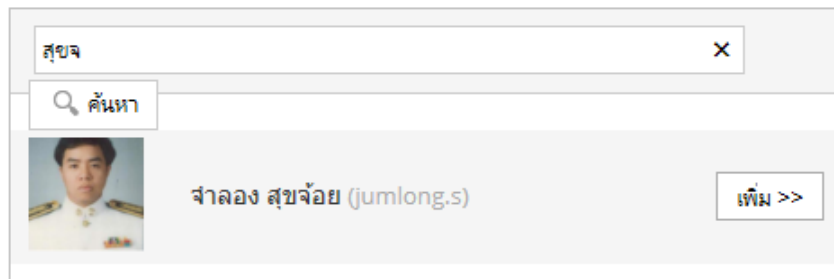 สุขจ ×
ค้นหา
จำลอง สุขจ้อย (jumlong.s) เพิ่ม >>